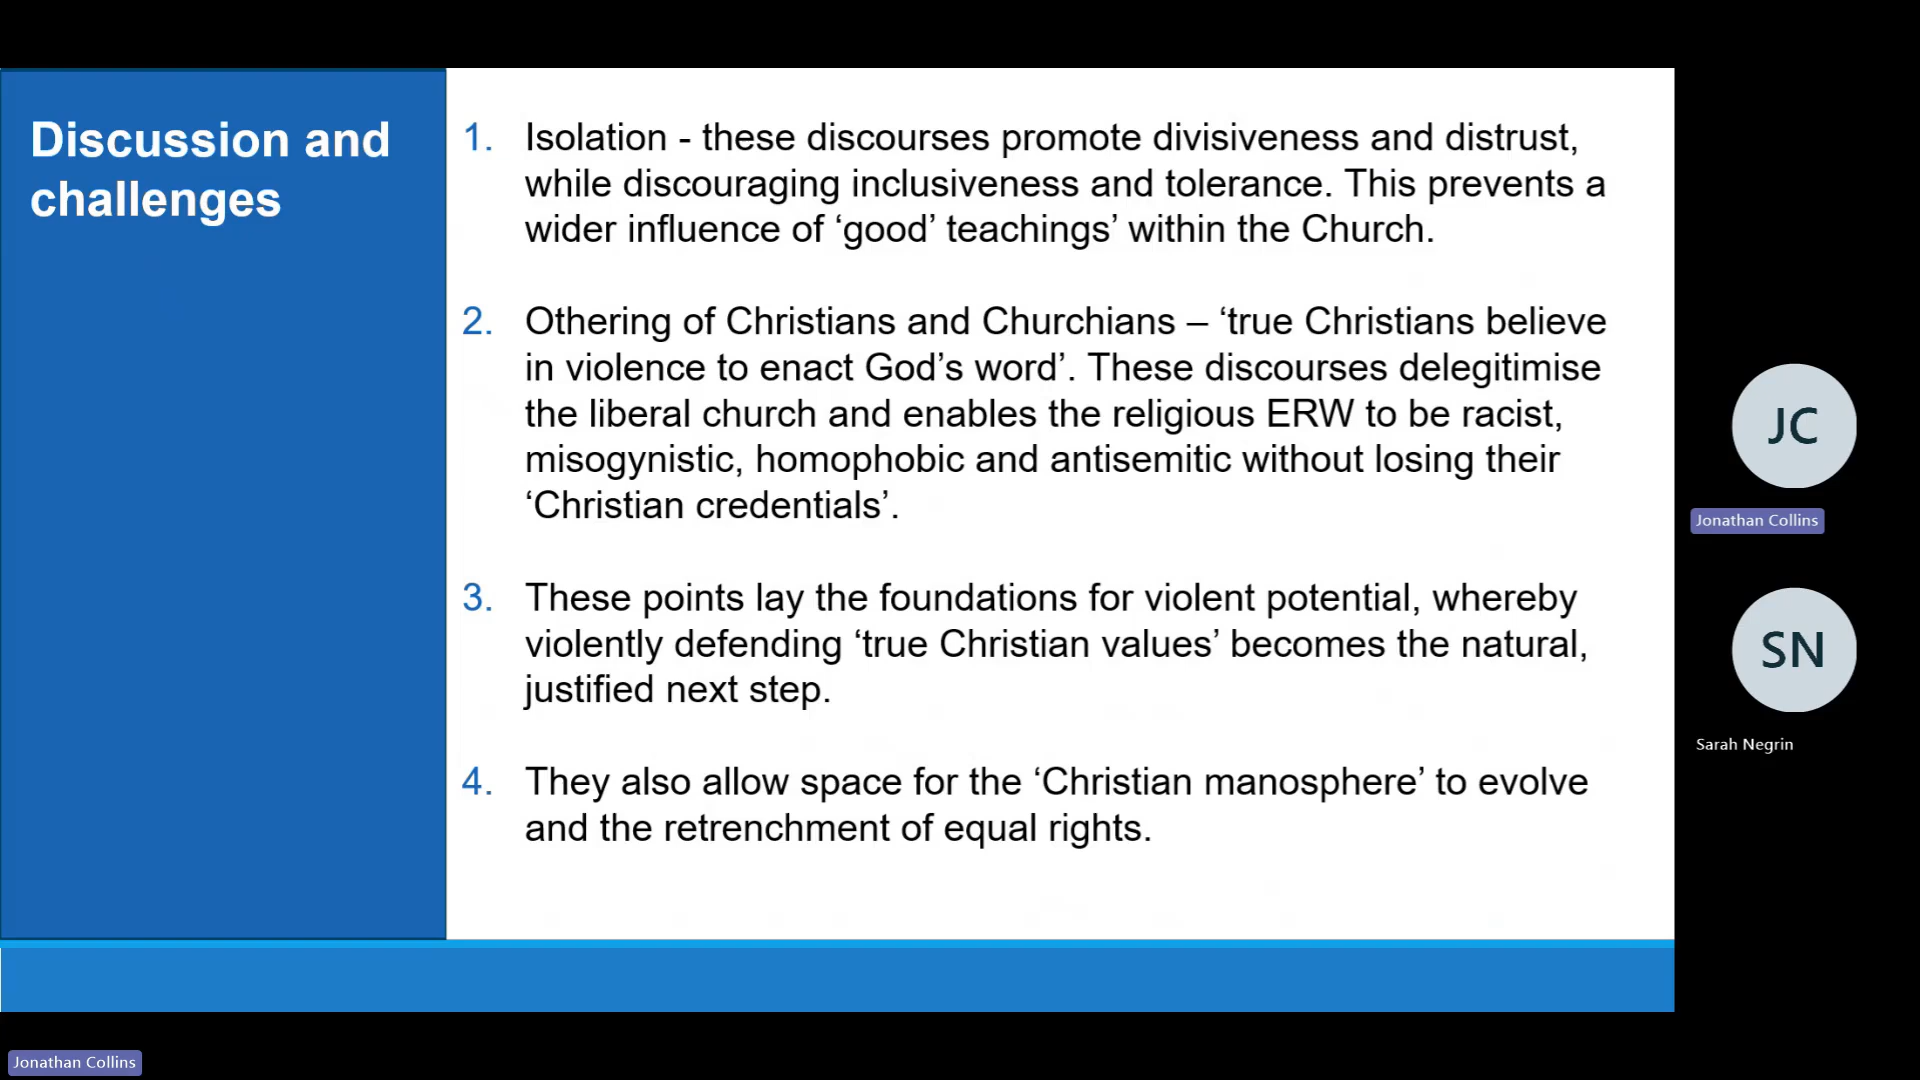 Discussion and
challenges
1. Isolation - these discourses promote divisiveness and distrust,
while discouraging inclusiveness and tolerance. This prevents a
wider influence of ‘good’ teachings’ within the Church.
2. Othering of Christians and Churchians – ‘true Christians believe
in violence to enact God’s word’. These discourses delegitimise
the liberal church and enables the religious ERW to be racist,
misogynistic, homophobic and antisemitic without losing their
‘Christian credentials’.
3. These points lay the foundations for violent potential, whereby
violently defending ‘true Christian values’ becomes the natural,
justified next step.
4. They also allow space for the ‘Christian manosphere’ to evolve
and the retrenchment of equal rights.
JC
Jonathan Collins
SN
Sarah Negrin
Jonathan Collins